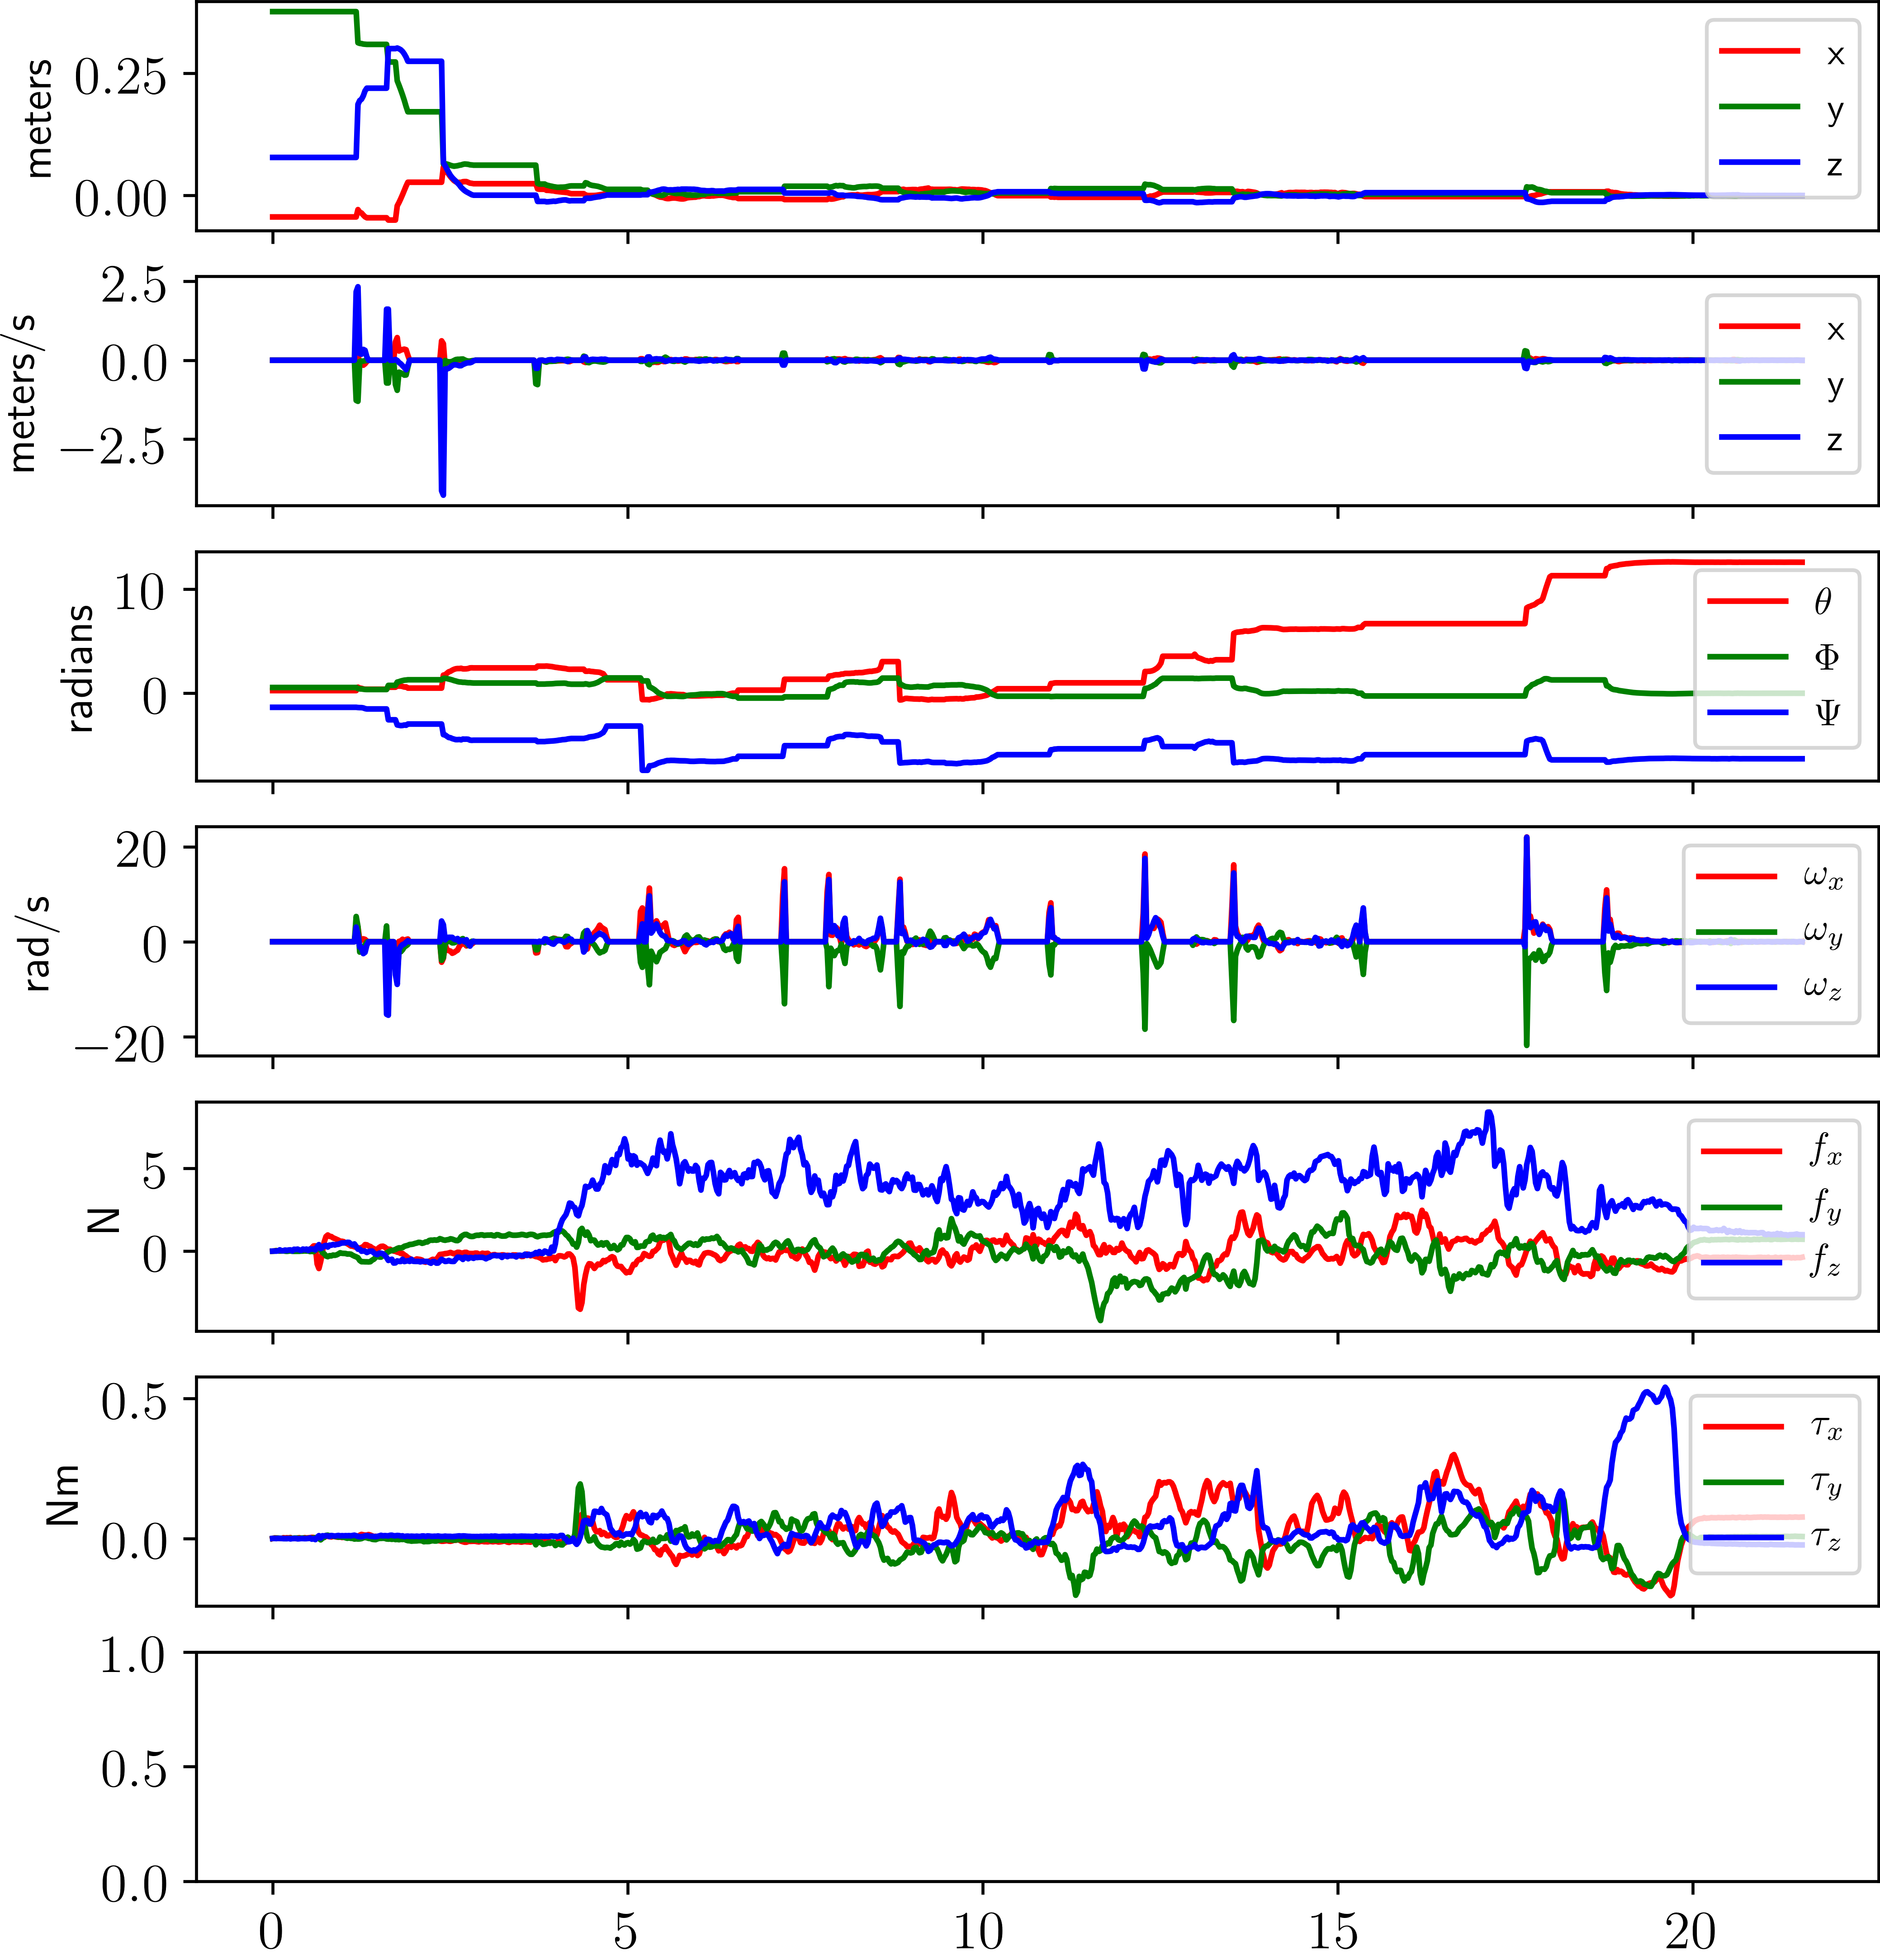 meters
0.25
0.00
x
y
z
meters/s
2.5
0.0
−2.5
x
y
z
radians
10
0
θ
Φ
Ψ
rad/s
20
0
−20
ω_x
ω_y
ω_z
N
5
0
f_x
f_y
f_z
Nm
0.5
0.0
τ_x
τ_y
τ_z
1.0
0.5
0.0
0 5 10 15 20